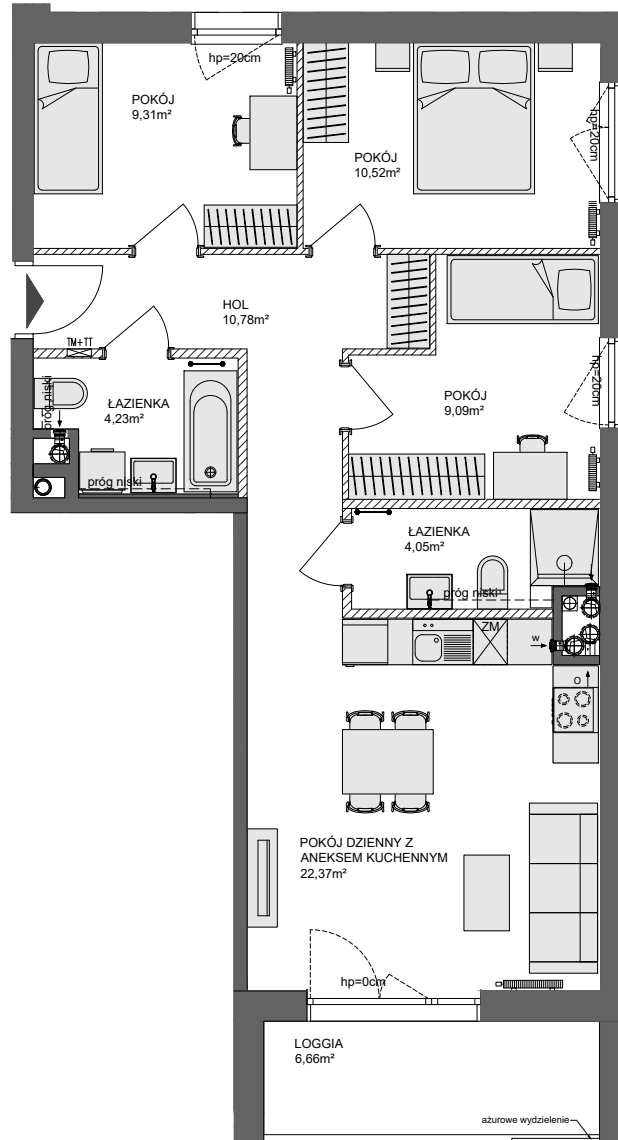 hp=20cm
POKÓJ
9,31m²
POKÓJ
10,52m²
hp=20cm
HOL
10,78m²
TM+TT
próg niski
ŁAZIENKA
4,23m²
próg niski
POKÓJ
9,09m²
hp=20cm
ŁAZIENKA
4,05m²
próg niski
ZM
w
O
POKÓJ DZIENNY Z
ANEKSEM KUCHENNYM
22,37m²
hp=0cm
LOGGIA
6,66m²
ażurowe wydzielenie